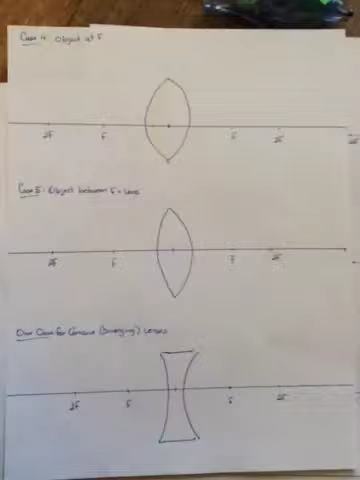 Case 4: Object at F
2F F F 2F
Case 5: Object between F + Lens
2F F F 2F
One Case for Concave (Diverging) Lenses
2F F F 2F